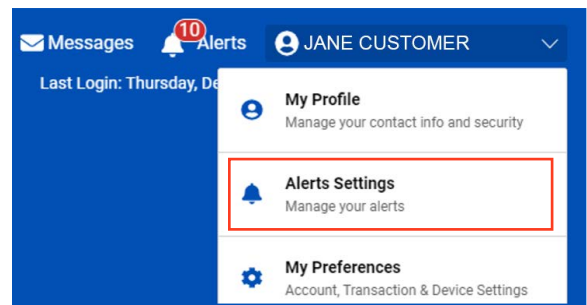 Messages 10 Alerts JANE CUSTOMER
Last Login: Thursday, De
My Profile
Manage your contact info and security
Alerts Settings
Manage your alerts
My Preferences
Account, Transaction & Device Settings